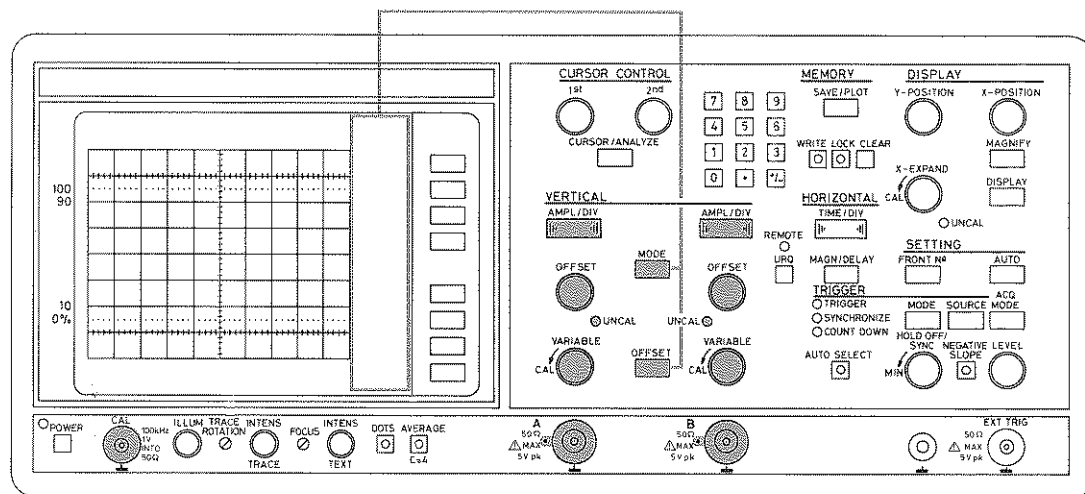 CURSOR CONTROL
1st 2nd
CURSOR/ANALYZE
7 8 9
4 5 6
1 2 3
0 • +/-
MEMORY
SAVE/PLOT
WRITE LOCK CLEAR
DISPLAY
Y-POSITION X-POSITION
MAGNIFY
X-EXPAND
CAL
DISPLAY
UNCAL
100
90
10
0%
VERTICAL
AMPL/DIV AMPL/DIV
MODE
OFFSET OFFSET
UNCAL UNCAL
VARIABLE VARIABLE
CAL CAL
OFFSET
REMOTE
URQ
HORIZONTAL
TIME/DIV
MAGN/DELAY
SETTING
FRONT Nº AUTO
TRIGGER
TRIGGER
SYNCHRONIZE
COUNT DOWN
MODE SOURCE ACQ MODE
AUTO SELECT
HOLD OFF/
SYNC
MIN
NEGATIVE
SLOPE
LEVEL
POWER
CAL
100kHz
1V
INTO
50Ω
ILLUM
TRACE
ROTATION
INTENS
TRACE
FOCUS
INTENS
TEXT
DOTS AVERAGE
A
50Ω
MAX
5V pk
B
50Ω
MAX
5V pk
EXT TRIG
50Ω
MAX
5V pk